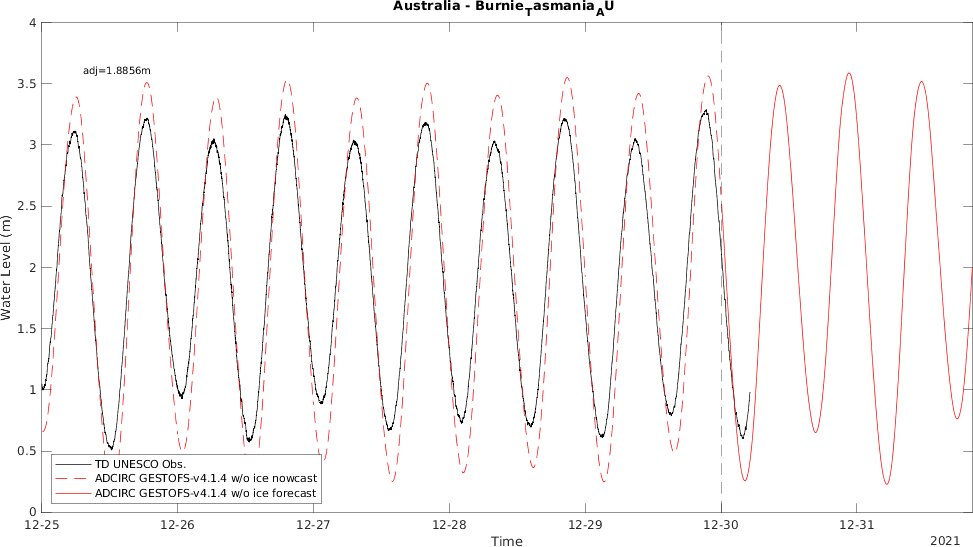 Australia - Burnie_Tasmania_AU
4
adj=1.8856m
3.5
3
2.5
2
1.5
1
0.5
0
Water Level (m)
TD UNESCO Obs.
ADCIRC GESTOFS-v4.1.4 w/o ice nowcast
ADCIRC GESTOFS-v4.1.4 w/o ice forecast
12-25 12-26 12-27 12-28 12-29 12-30 12-31
Time
2021